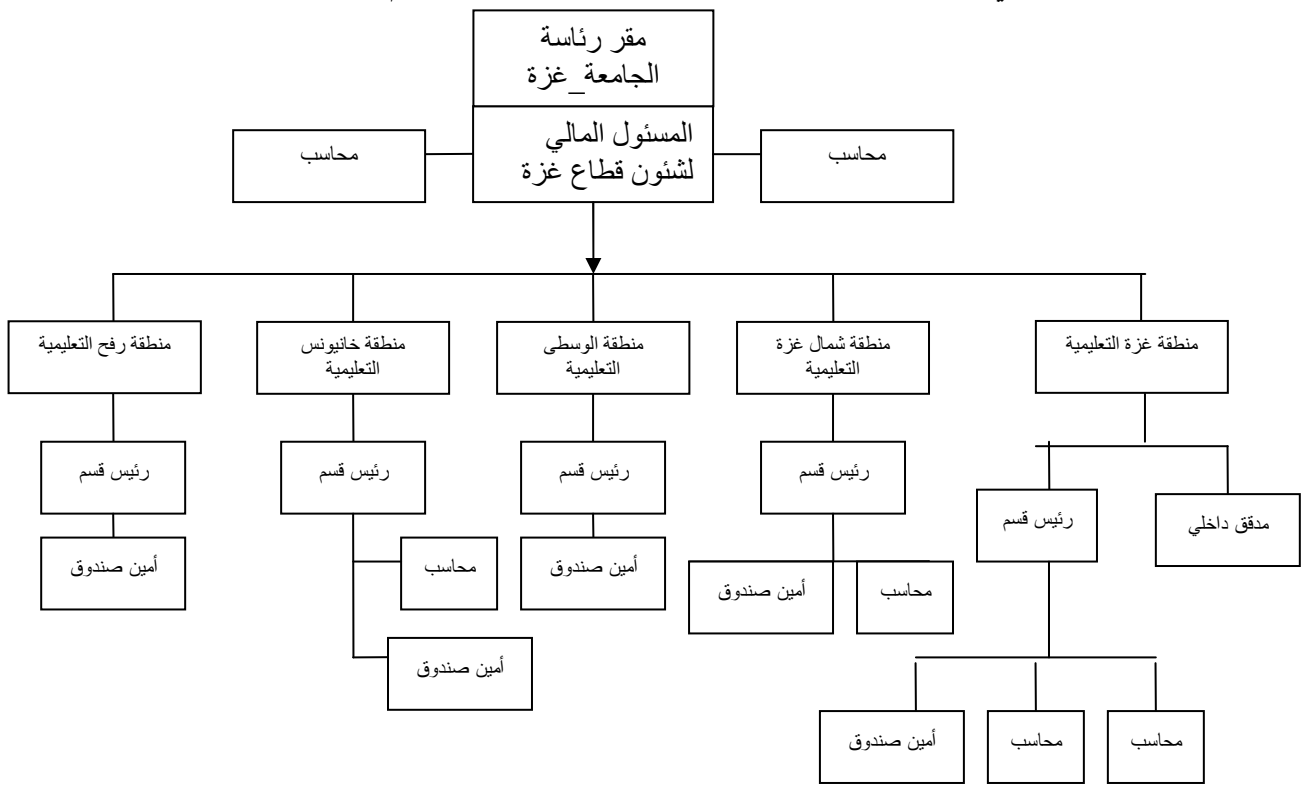 مقر رئاسة
الجامعة_غزة
المسئول المالي
لشئون قطاع غزة
محاسب
محاسب
منطقة غزة التعليمية
منطقة شمال غزة
التعليمية
منطقة الوسطى
التعليمية
منطقة خانيونس
التعليمية
منطقة رفح التعليمية
رئيس قسم
رئيس قسم
رئيس قسم
رئيس قسم
مدقق داخلي
رئيس قسم
محاسب
أمين صندوق
أمين صندوق
محاسب
أمين صندوق
أمين صندوق
محاسب
محاسب
أمين صندوق